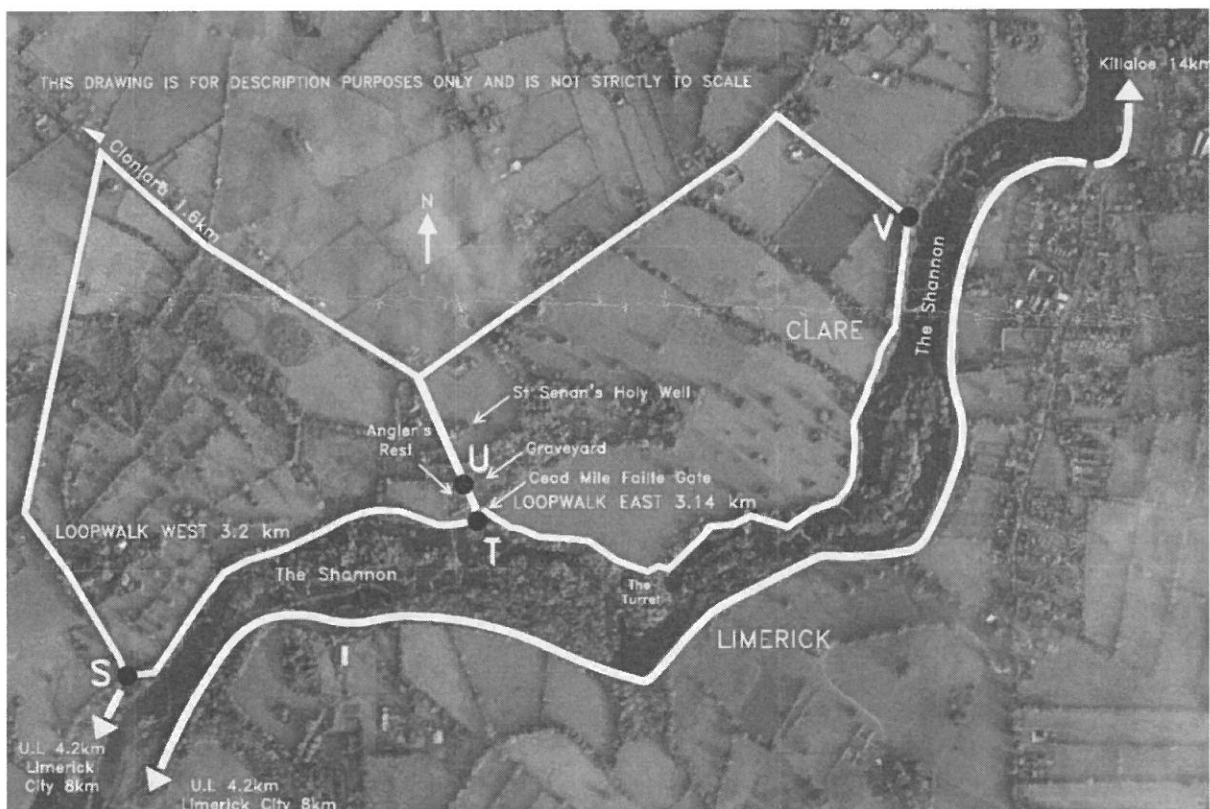 THIS DRAWING IS FOR DESCRIPTION PURPOSES ONLY AND IS NOT STRICTLY TO SCALE
Killaloe 14km
Clonlara 1.6km
N
V
The Shannon
CLARE
St Senan's Holy Well
Angler's
Rest
U
Graveyard
Cead Mile Failte Gate
LOOPWALK EAST 3.14 km
LOOPWALK WEST 3.2 km
T
The Shannon
The
Turret
LIMERICK
S
U.L 4.2km
Limerick
City 8km
U.L 4.2km
Limerick City 8km